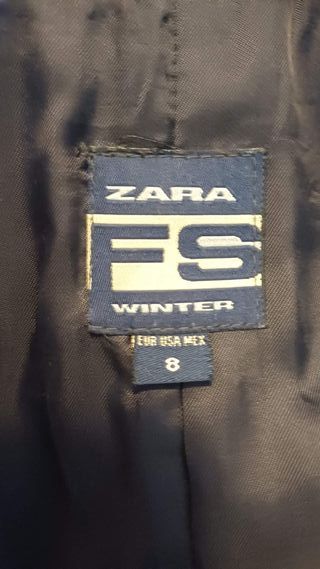 ZARA
FS
WINTER
EUR USA MEX
8